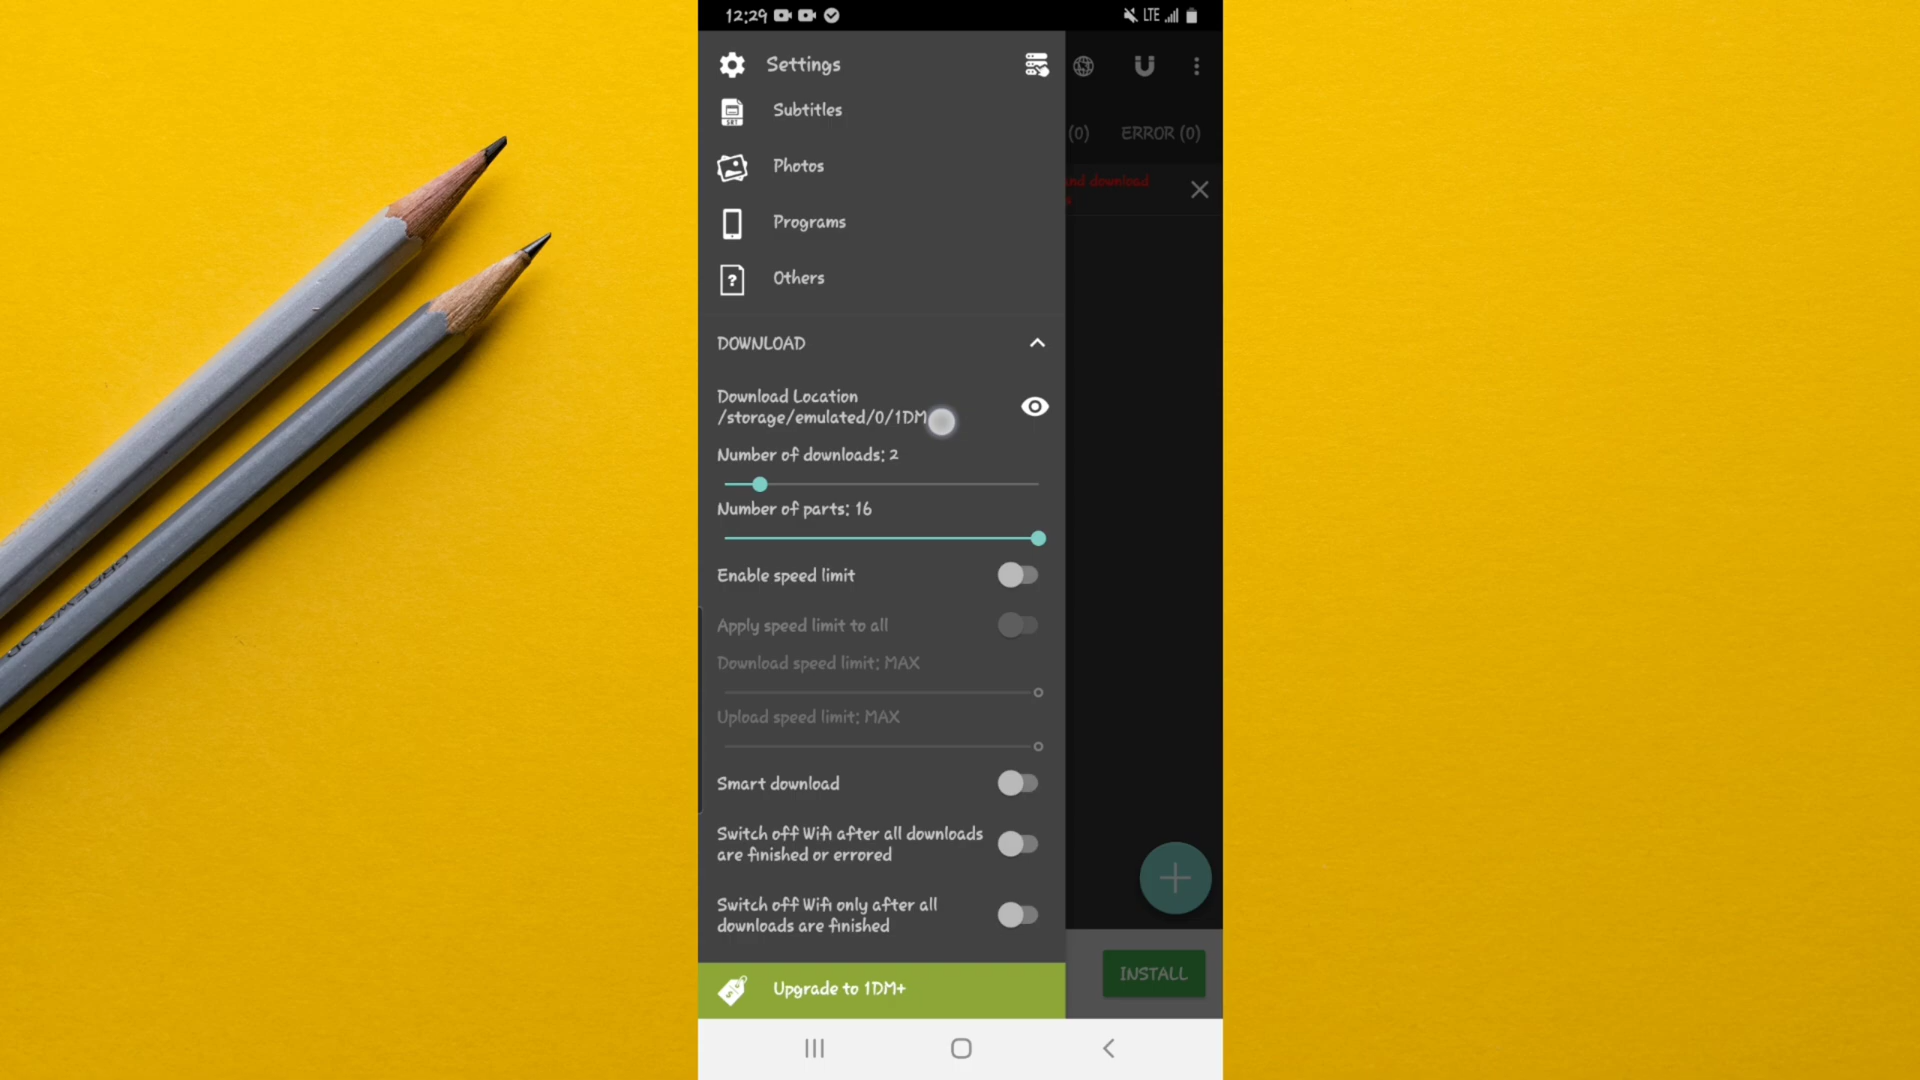 12:29
LTE
Settings
Subtitles
(0)
ERROR (0)
Photos
and download
Programs
Others
DOWNLOAD
Download Location
/storage/emulated/0/1DM
Number of downloads: 2
Number of parts: 16
Enable speed limit
Apply speed limit to all
Download speed limit: MAX
Upload speed limit: MAX
Smart download
Switch off Wifi after all downloads
are finished or errored
Switch off Wifi only after all
downloads are finished
INSTALL
Upgrade to 1DM+